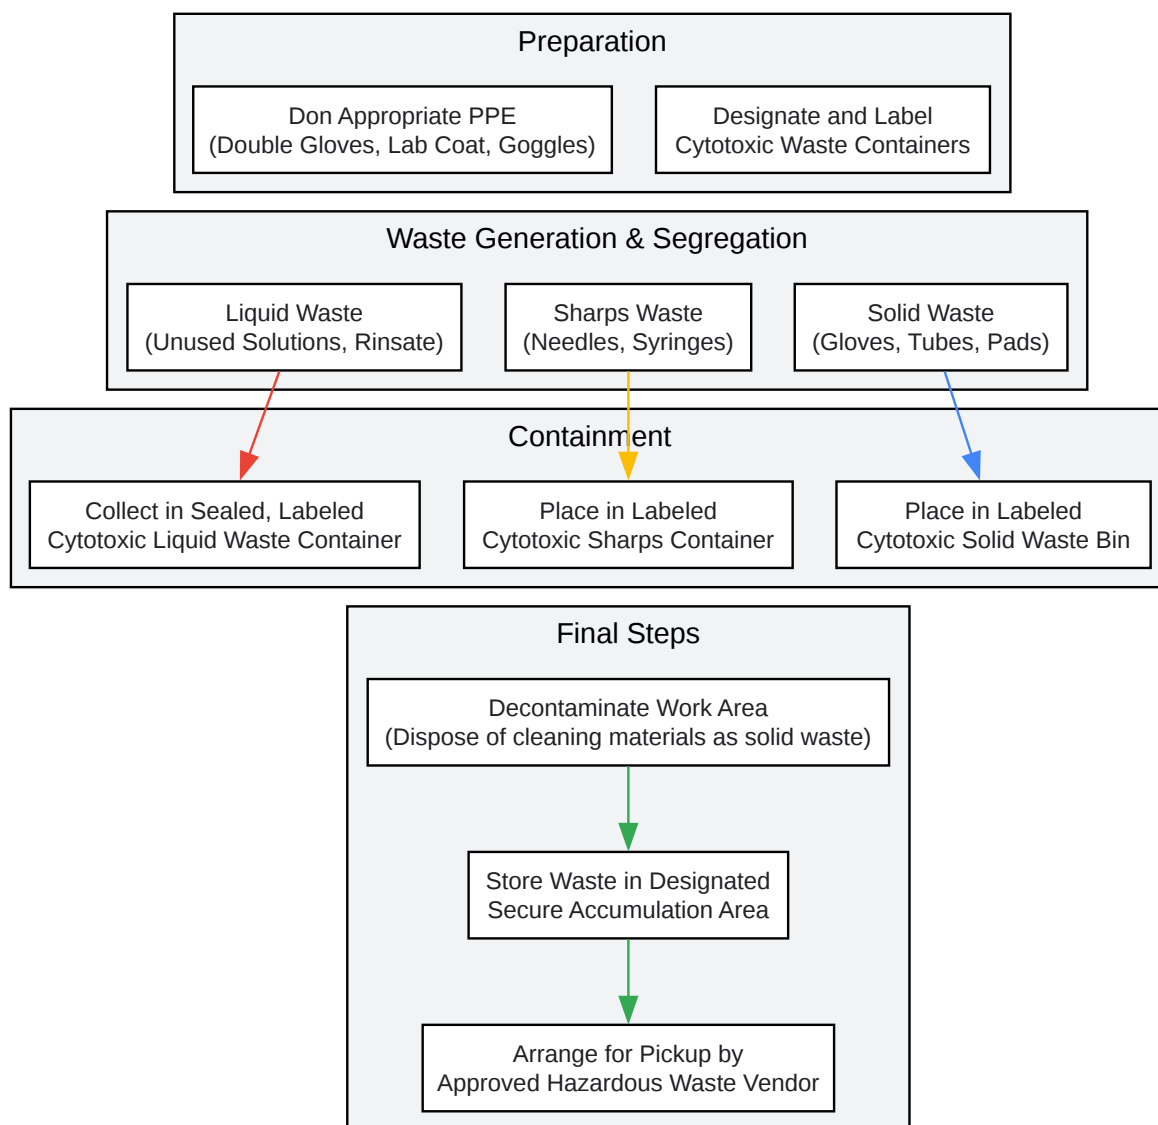 Preparation
Don Appropriate PPE
(Double Gloves, Lab Coat, Goggles)
Designate and Label
Cytotoxic Waste Containers
Waste Generation & Segregation
Liquid Waste
(Unused Solutions, Rinsate)
Sharps Waste
(Needles, Syringes)
Solid Waste
(Gloves, Tubes, Pads)
Containment
Collect in Sealed, Labeled
Cytotoxic Liquid Waste Container
Place in Labeled
Cytotoxic Sharps Container
Place in Labeled
Cytotoxic Solid Waste Bin
Final Steps
Decontaminate Work Area
(Dispose of cleaning materials as solid waste)
Store Waste in Designated
Secure Accumulation Area
Arrange for Pickup by
Approved Hazardous Waste Vendor